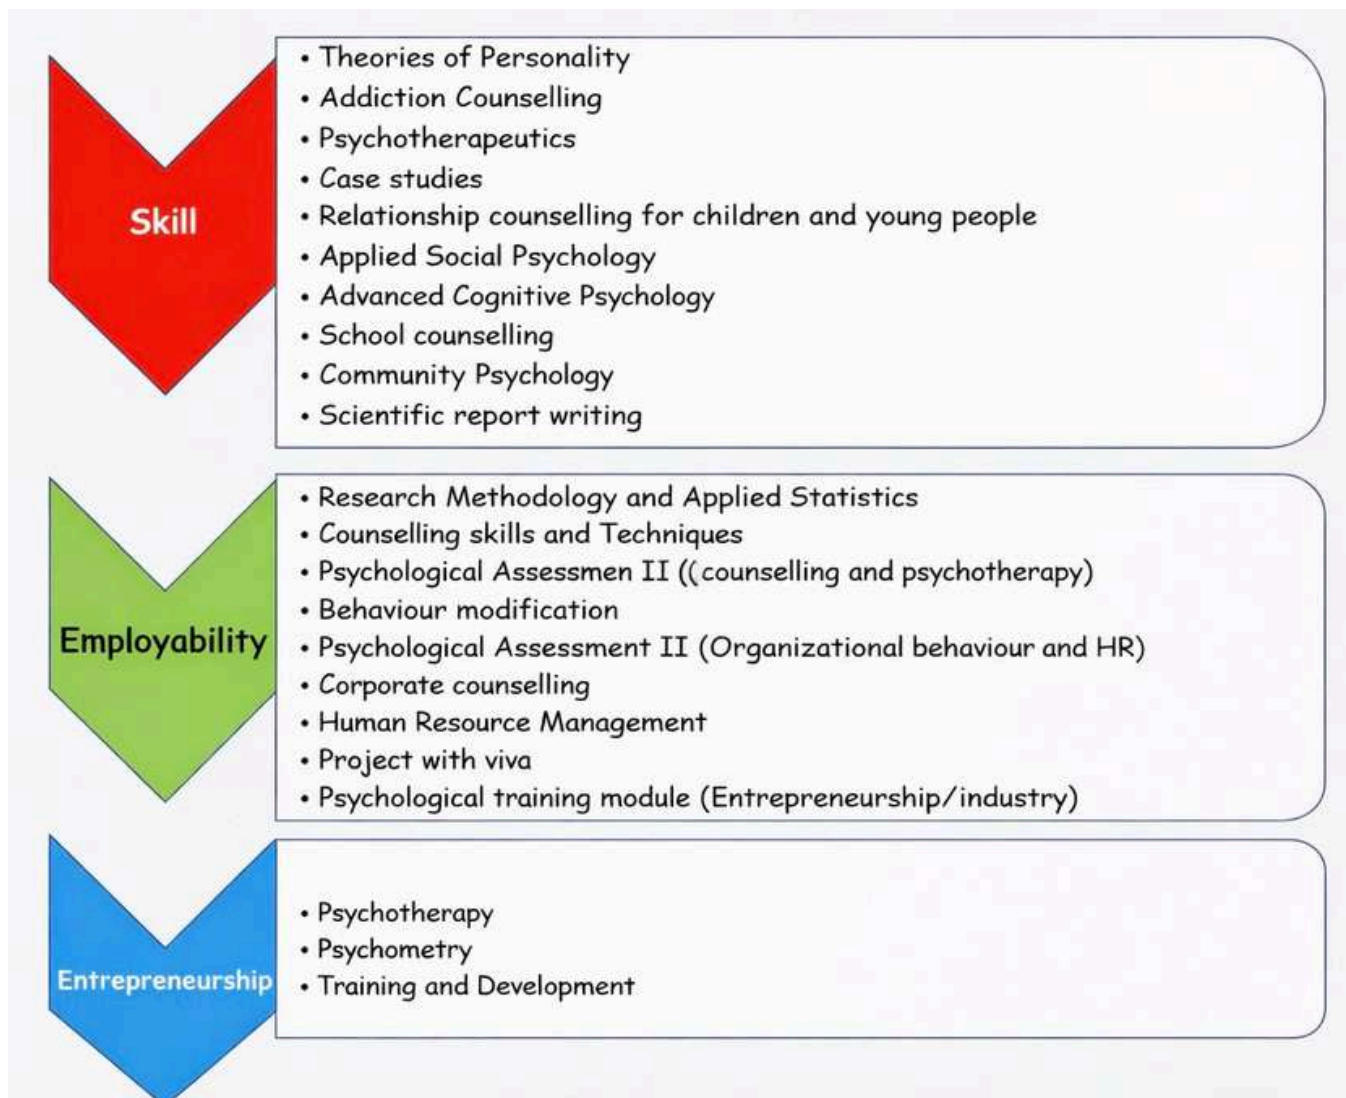 Skill
• Theories of Personality
• Addiction Counselling
• Psychotherapeutics
• Case studies
• Relationship counselling for children and young people
• Applied Social Psychology
• Advanced Cognitive Psychology
• School counselling
• Community Psychology
• Scientific report writing
Employability
• Research Methodology and Applied Statistics
• Counselling skills and Techniques
• Psychological Assessmen II ((counselling and psychotherapy)
• Behaviour modification
• Psychological Assessment II (Organizational behaviour and HR)
• Corporate counselling
• Human Resource Management
• Project with viva
• Psychological training module (Entrepreneurship/industry)
Entrepreneurship
• Psychotherapy
• Psychometry
• Training and Development